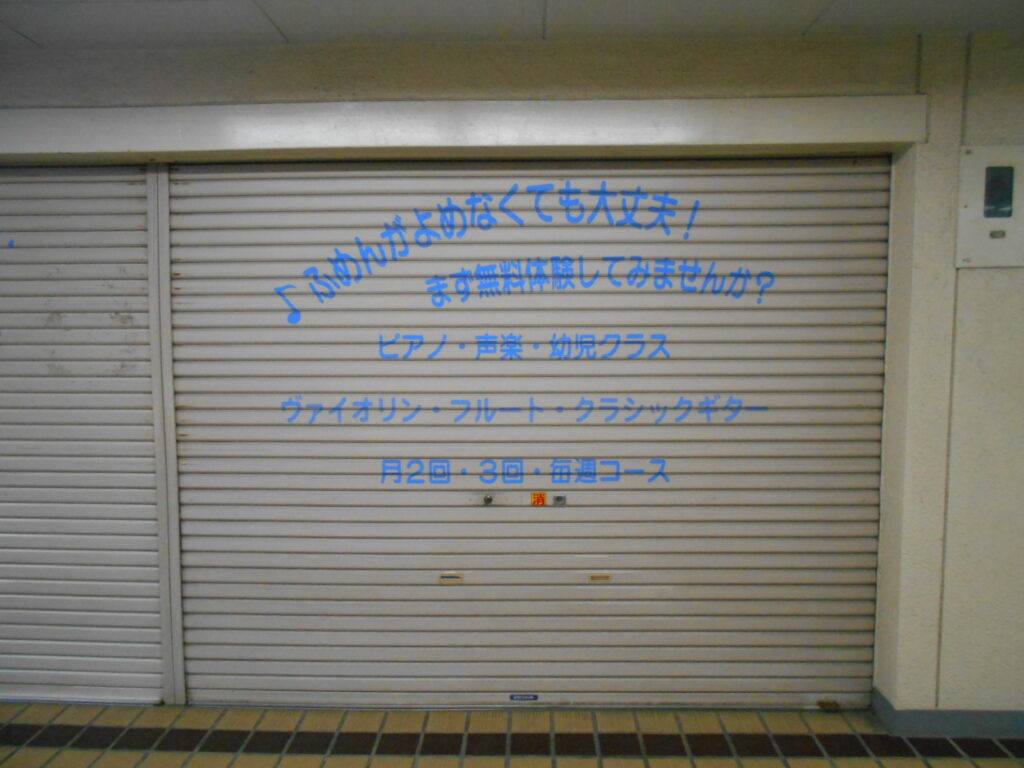 ♪ふめんがよめなくても大丈夫！
まず無料体験してみませんか？
ピアノ・声楽・幼児クラス
ヴァイオリン・フルート・クラシックギター
月２回・３回・毎週コース
消